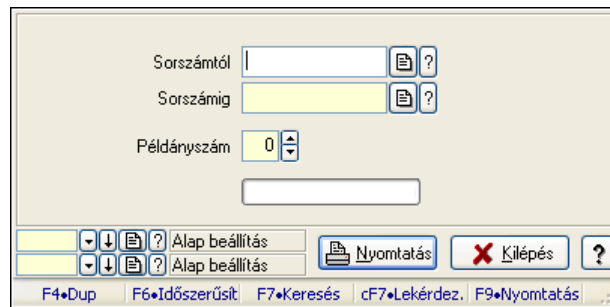 Sorszámtól ?
Sorszámig ?
Példányszám 0
? Alap beállítás
? Alap beállítás
Nyomtatás Kilépés ?
F4•Dup F6•Időszerűsít F7•Keresés cF7•Lekérdez. F9•Nyomtatás